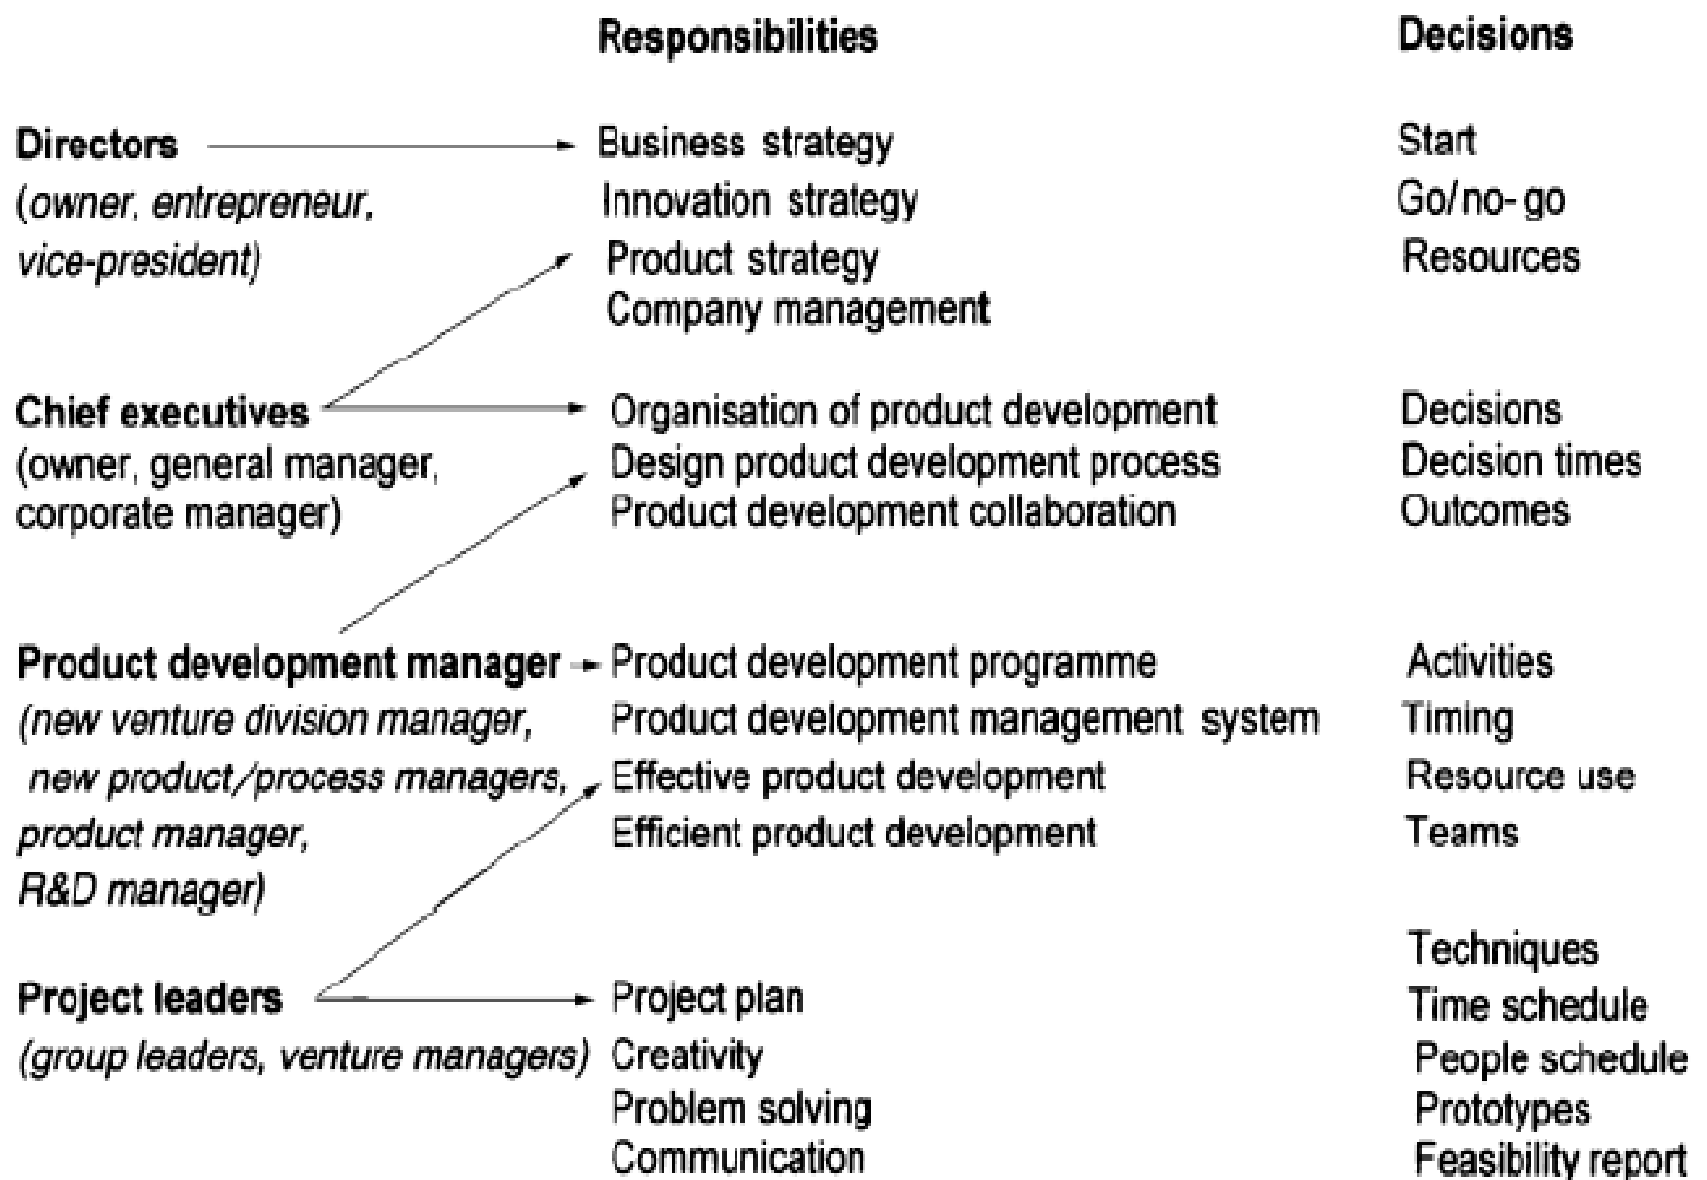 Responsibilities Decisions
Directors Business strategy Start
(owner, entrepreneur, Innovation strategy Go/no-go
vice-president) Product strategy Resources
Company management
Chief executives Organisation of product development Decisions
(owner, general manager, Design product development process Decision times
corporate manager) Product development collaboration Outcomes
Product development manager Product development programme Activities
(new venture division manager, Product development management system Timing
new product/process managers, Effective product development Resource use
product manager, Efficient product development Teams
R&D manager)
Techniques
Project leaders Project plan Time schedule
(group leaders, venture managers) Creativity People schedule
Problem solving Prototypes
Communication Feasibility report